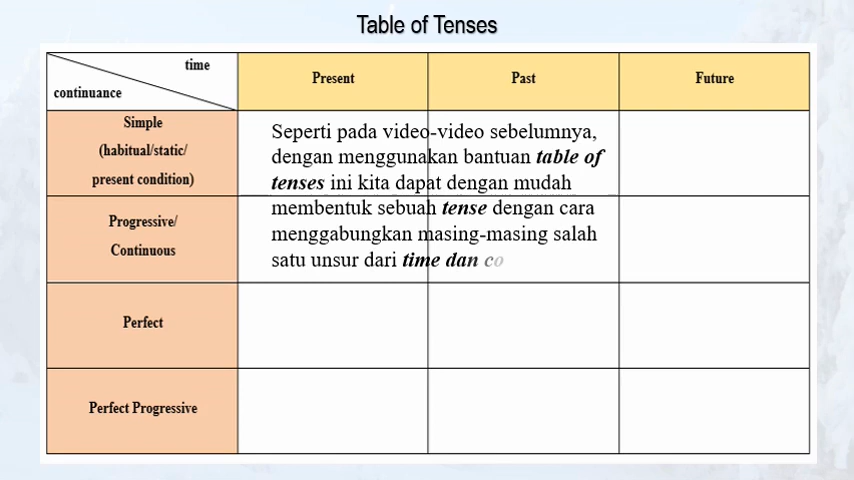 Table of Tenses
time
continuance
Present
Past
Future
Simple
(habitual/static/
present condition)
Seperti pada video-video sebelumnya,
dengan menggunakan bantuan table of
tenses ini kita dapat dengan mudah
membentuk sebuah tense dengan cara
menggabungkan masing-masing salah
satu unsur dari time dan co
Progressive/
Continuous
Perfect
Perfect Progressive